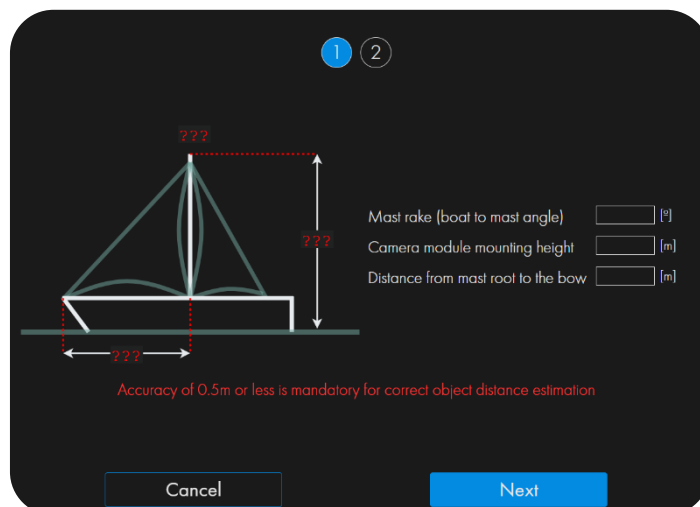 1 2
???
???
Mast rake (boat to mast angle) [º]
Camera module mounting height [m]
Distance from mast root to the bow [m]
???
Accuracy of 0.5m or less is mandatory for correct object distance estimation
Cancel Next